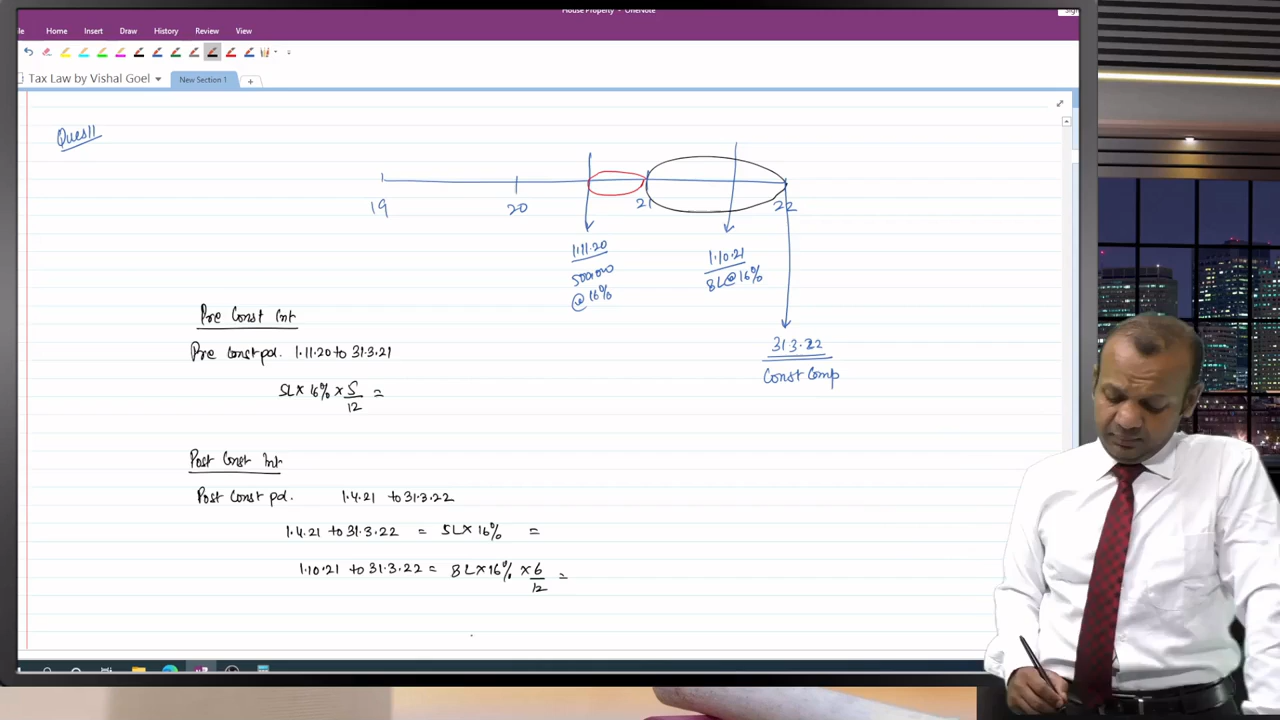 House Property - OneNote
Sign
Home Insert Draw History Review View
Tax Law by Vishal Goel
New Section 1
Ques11
19 20 21 22
1.11.20
500000
@ 16%
1.10.21
8L@16%
31.3.22
Const Comp
Pre Const Int
Pre Const pd. 1.11.20 to 31.3.21
5L × 16% × 5/12 =
Post Const Int
Post Const pd. 1.4.21 to 31.3.22
1.4.21 to 31.3.22 = 5L × 16% =
1.10.21 to 31.3.22 = 8L × 16% × 6/12 =